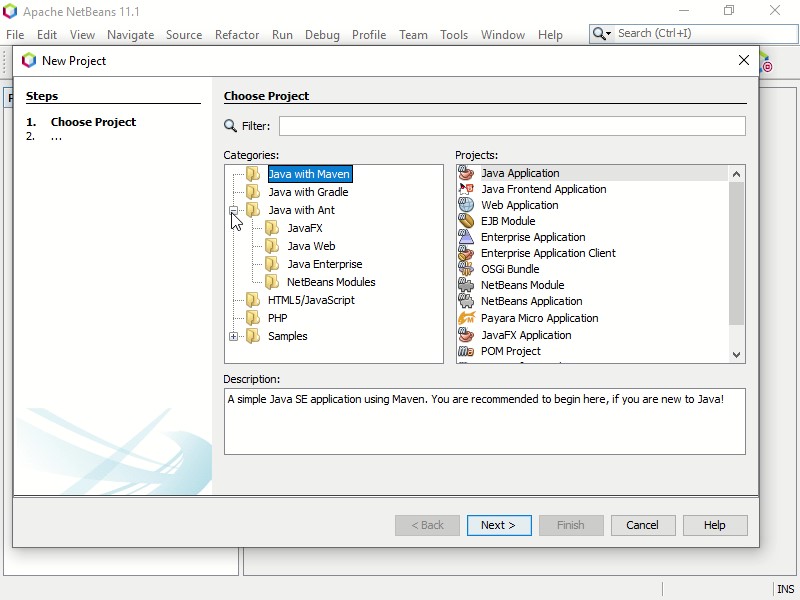 Apache NetBeans 11.1
File Edit View Navigate Source Refactor Run Debug Profile Team Tools Window Help
Search (Ctrl+I)
New Project
Steps
1. Choose Project
2. ...
Choose Project
Filter:
Categories:
Java with Maven
Java with Gradle
Java with Ant
JavaFX
Java Web
Java Enterprise
NetBeans Modules
HTML5/JavaScript
PHP
Samples
Projects:
Java Application
Java Frontend Application
Web Application
EJB Module
Enterprise Application
Enterprise Application Client
OSGi Bundle
NetBeans Module
NetBeans Application
Payara Micro Application
JavaFX Application
POM Project
Description:
A simple Java SE application using Maven. You are recommended to begin here, if you are new to Java!
< Back Next > Finish Cancel Help
INS